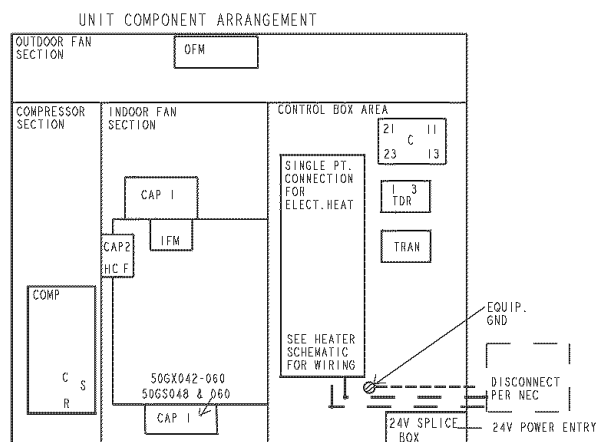 UNIT COMPONENT ARRANGEMENT
OUTDOOR FAN
SECTION
OFM
COMPRESSOR
SECTION
INDOOR FAN
SECTION
CONTROL BOX AREA
21 11
C
23 13
SINGLE PT.
CONNECTION
FOR
ELECT.HEAT
1 3
TDR
CAP 1
IFM
TRAN
CAP2
HC F
COMP
C
S
R
EQUIP.
GND
SEE HEATER
SCHEMATIC
FOR WIRING
50GX042-060
50GS048 & 060
CAP 1
DISCONNECT
PER NEC
24V SPLICE
BOX
24V POWER ENTRY